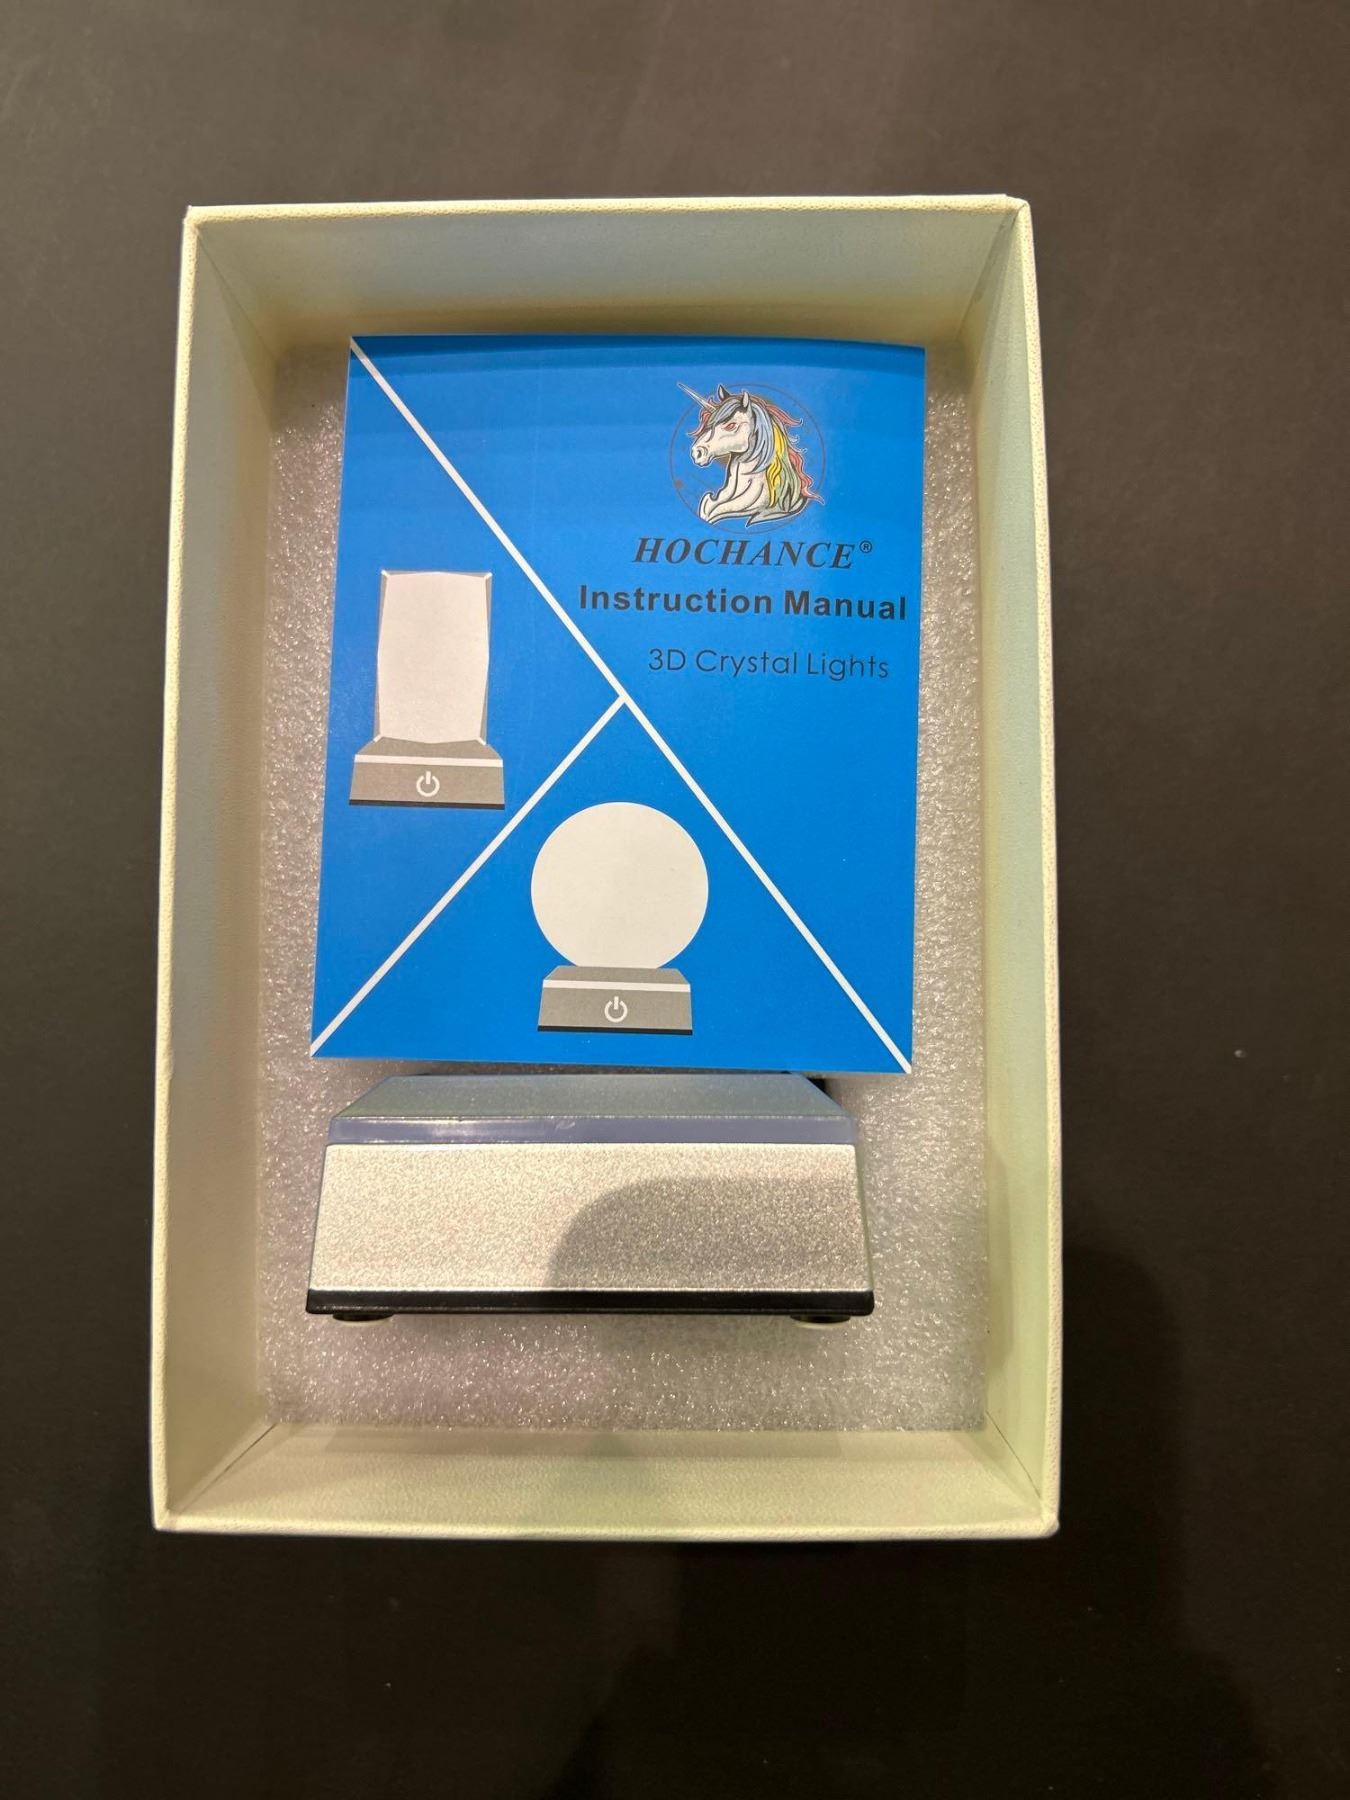 HOCHANCE®
Instruction Manual
3D Crystal Lights